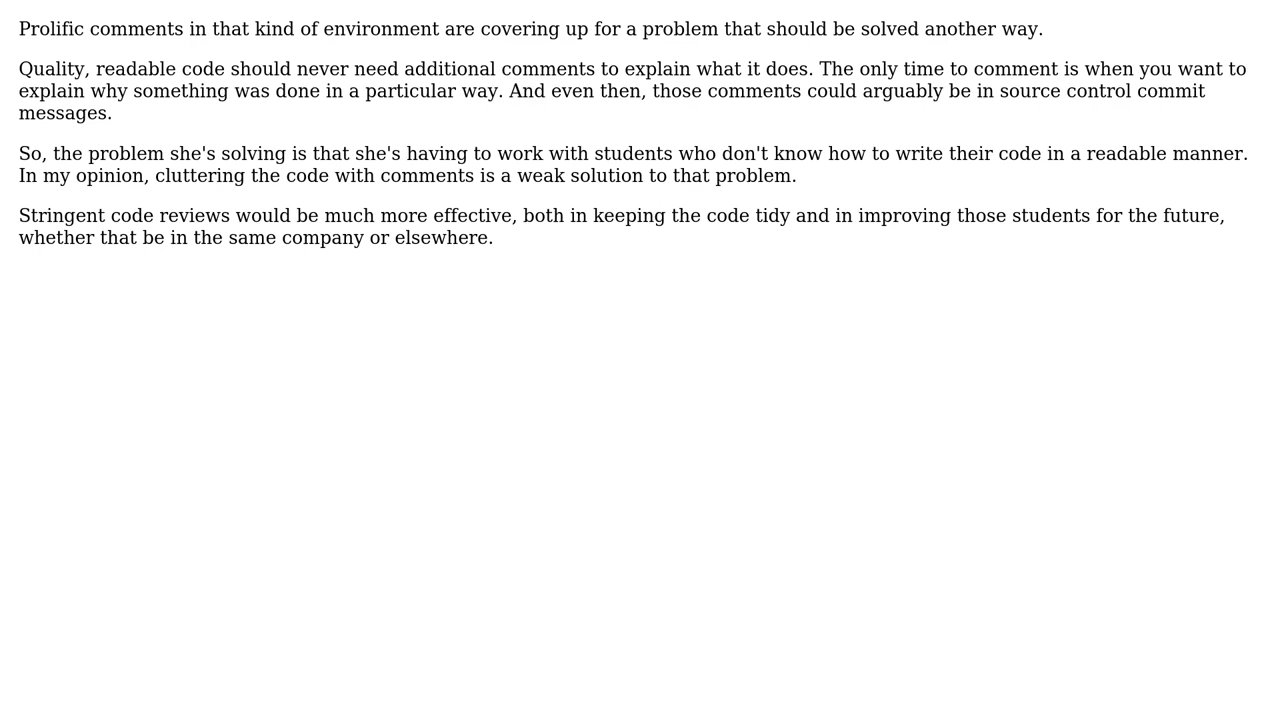 Prolific comments in that kind of environment are covering up for a problem that should be solved another way.
Quality, readable code should never need additional comments to explain what it does. The only time to comment is when you want to
explain why something was done in a particular way. And even then, those comments could arguably be in source control commit
messages.
So, the problem she's solving is that she's having to work with students who don't know how to write their code in a readable manner.
In my opinion, cluttering the code with comments is a weak solution to that problem.
Stringent code reviews would be much more effective, both in keeping the code tidy and in improving those students for the future,
whether that be in the same company or elsewhere.